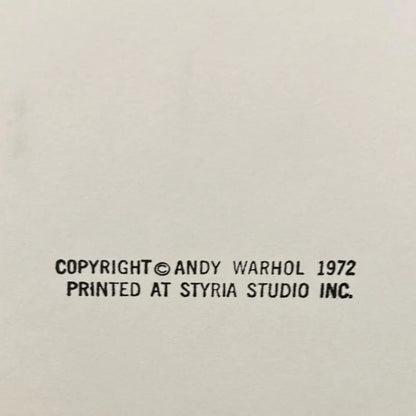 COPYRIGHT © ANDY WARHOL 1972
PRINTED AT STYRIA STUDIO INC.